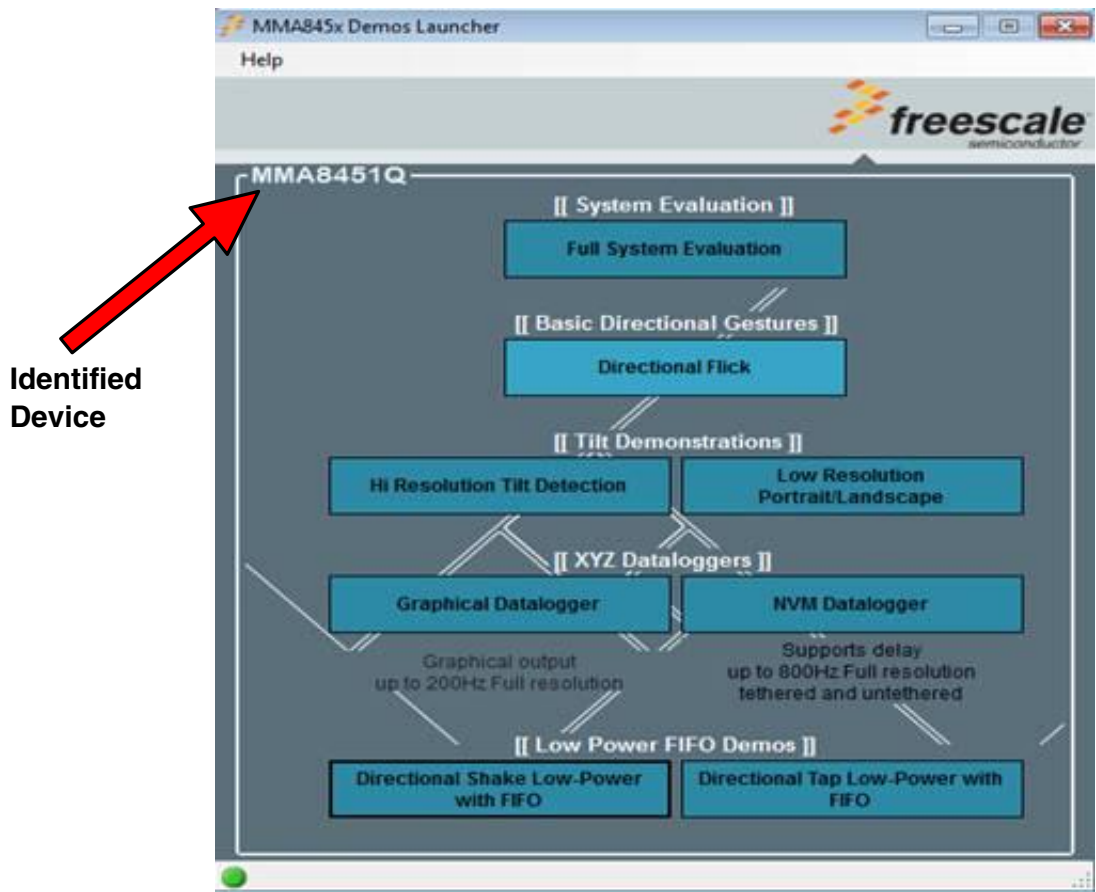 MMA845x Demos Launcher
Help
freescale
semiconductor
MMA8451Q
[[ System Evaluation ]]
Full System Evaluation
[[ Basic Directional Gestures ]]
Directional Flick
Identified
Device
[[ Tilt Demonstrations ]]
Hi Resolution Tilt Detection
Low Resolution
Portrait/Landscape
[[ XYZ Dataloggers ]]
Graphical Datalogger
NVM Datalogger
Graphical output
up to 200Hz Full resolution
Supports delay
up to 800Hz Full resolution
tethered and untethered
[[ Low Power FIFO Demos ]]
Directional Shake Low-Power
with FIFO
Directional Tap Low-Power with
FIFO